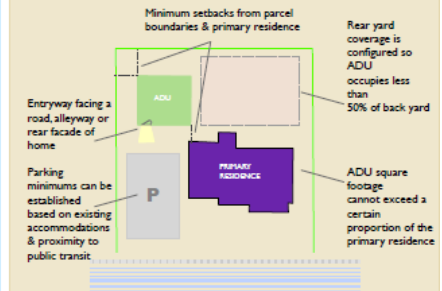 Minimum setbacks from parcel
boundaries & primary residence
Rear yard
coverage is
configured so
ADU
occupies less
than
50% of back yard
ADU
Entryway facing a
road, alleyway or
rear facade of
home
Parking
minimums can be
established
based on existing
accommodations
& proximity to
public transit
P
PRIMARY
RESIDENCE
ADU square
footage
cannot exceed a
certain
proportion of the
primary residence